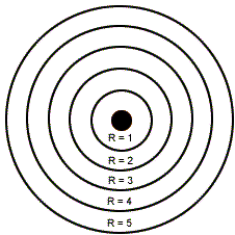 R = 1
R = 2
R = 3
R = 4
R = 5